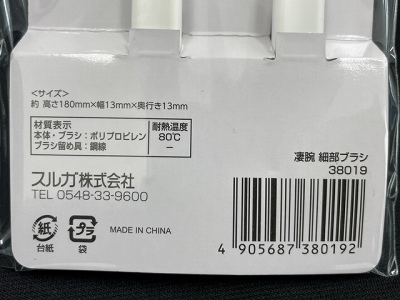 <サイズ>
約 高さ180mm×幅13mm×奥行き13mm
材質表示 耐熱温度
本体・ブラシ：ポリプロピレン 80℃
ブラシ留め具：鋼線 －
凄腕 細部ブラシ
38019
スルガ株式会社
TEL 0548-33-9600
紙 プラ MADE IN CHINA
台紙 袋
4 905687 380192